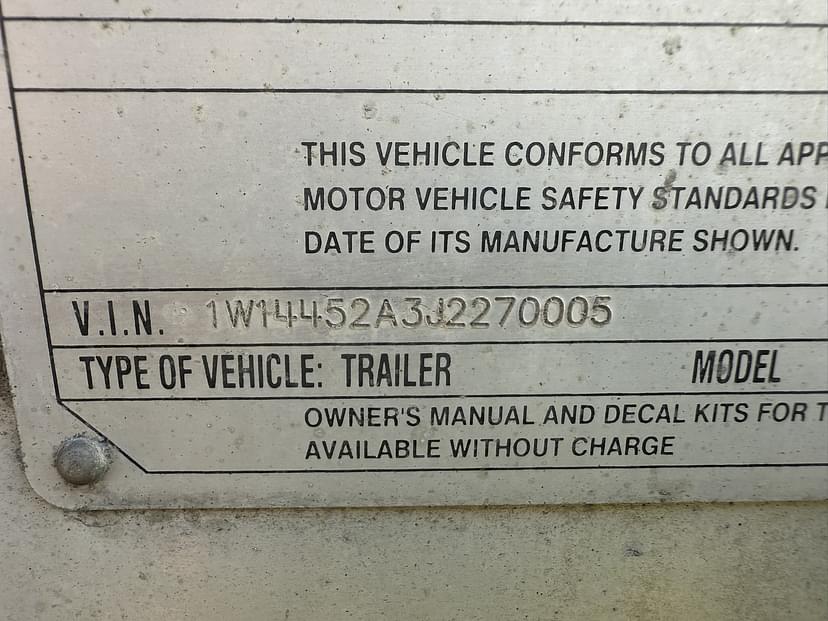 THIS VEHICLE CONFORMS TO ALL APP
MOTOR VEHICLE SAFETY STANDARDS
DATE OF ITS MANUFACTURE SHOWN.
V.I.N. 1W14452A3J2270005
TYPE OF VEHICLE: TRAILER MODEL
OWNER'S MANUAL AND DECAL KITS FOR T
AVAILABLE WITHOUT CHARGE